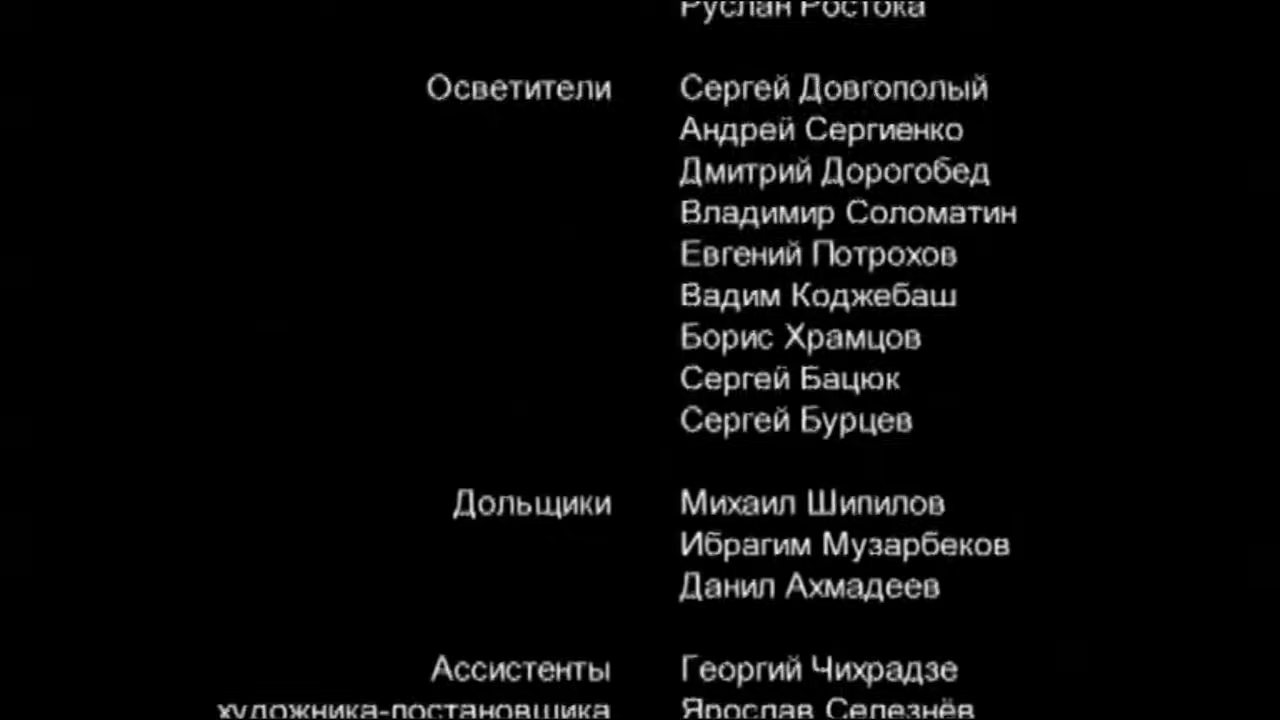 Руслан Ростока
Осветители Сергей Довгополый
Андрей Сергиенко
Дмитрий Дорогобед
Владимир Соломатин
Евгений Потрохов
Вадим Коджебаш
Борис Храмцов
Сергей Бацюк
Сергей Бурцев
Дольщики Михаил Шипилов
Ибрагим Музарбеков
Данил Ахмадеев
Ассистенты Георгий Чихрадзе
художника-постановщика Ярослав Селезнёв